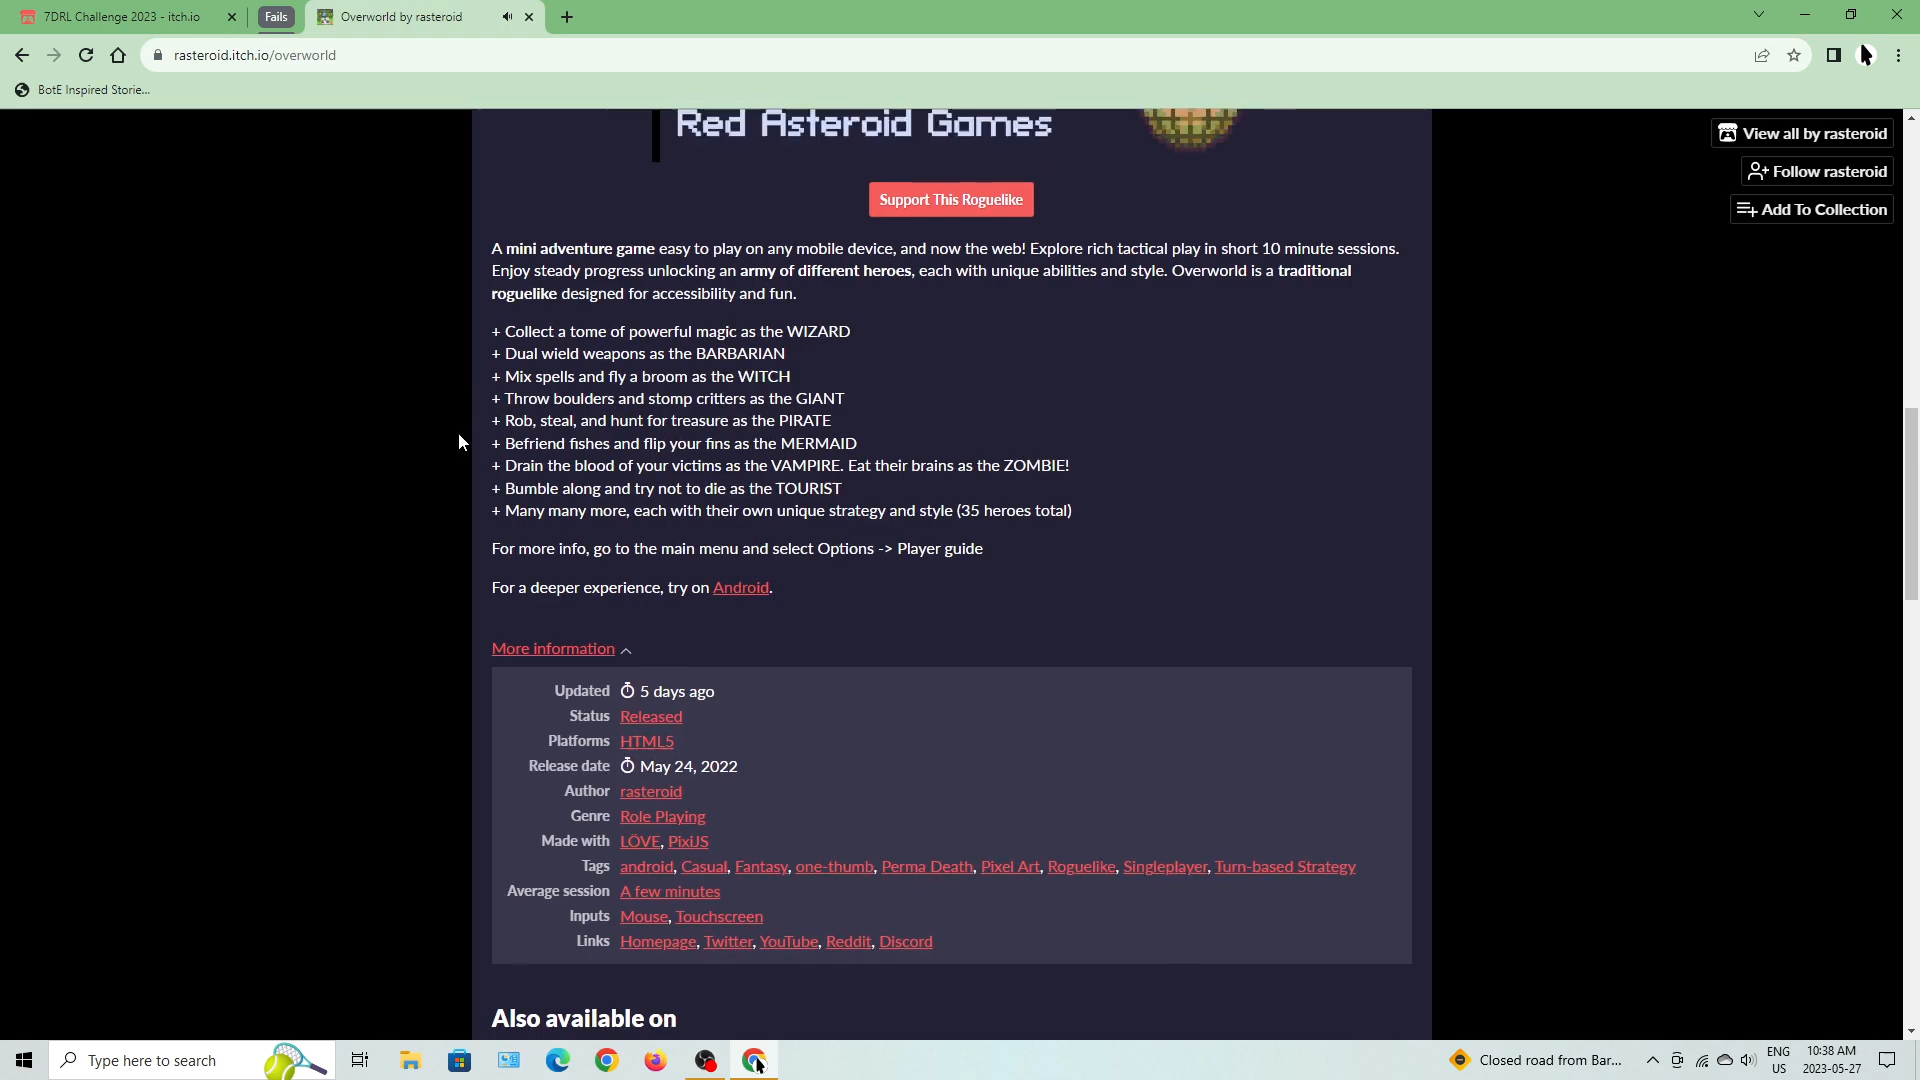 7DRL Challenge 2023 - itch.io
Fails
Overworld by rasteroid
rasteroid.itch.io/overworld
BotE Inspired Storie...
Red Asteroid Games
View all by rasteroid
Follow rasteroid
Add To Collection
Support This Roguelike
A mini adventure game easy to play on any mobile device, and now the web! Explore rich tactical play in short 10 minute sessions.
Enjoy steady progress unlocking an army of different heroes, each with unique abilities and style. Overworld is a traditional
roguelike designed for accessibility and fun.
+ Collect a tome of powerful magic as the WIZARD
+ Dual wield weapons as the BARBARIAN
+ Mix spells and fly a broom as the WITCH
+ Throw boulders and stomp critters as the GIANT
+ Rob, steal, and hunt for treasure as the PIRATE
+ Befriend fishes and flip your fins as the MERMAID
+ Drain the blood of your victims as the VAMPIRE. Eat their brains as the ZOMBIE!
+ Bumble along and try not to die as the TOURIST
+ Many many more, each with their own unique strategy and style (35 heroes total)
For more info, go to the main menu and select Options -> Player guide
For a deeper experience, try on Android.
More information
Updated 5 days ago
Status Released
Platforms HTML5
Release date May 24, 2022
Author rasteroid
Genre Role Playing
Made with LÖVE, PixiJS
Tags android, Casual, Fantasy, one-thumb, Perma Death, Pixel Art, Roguelike, Singleplayer, Turn-based Strategy
Average session A few minutes
Inputs Mouse, Touchscreen
Links Homepage, Twitter, YouTube, Reddit, Discord
Also available on
Type here to search
Closed road from Bar...
ENG
US
10:38 AM
2023-05-27